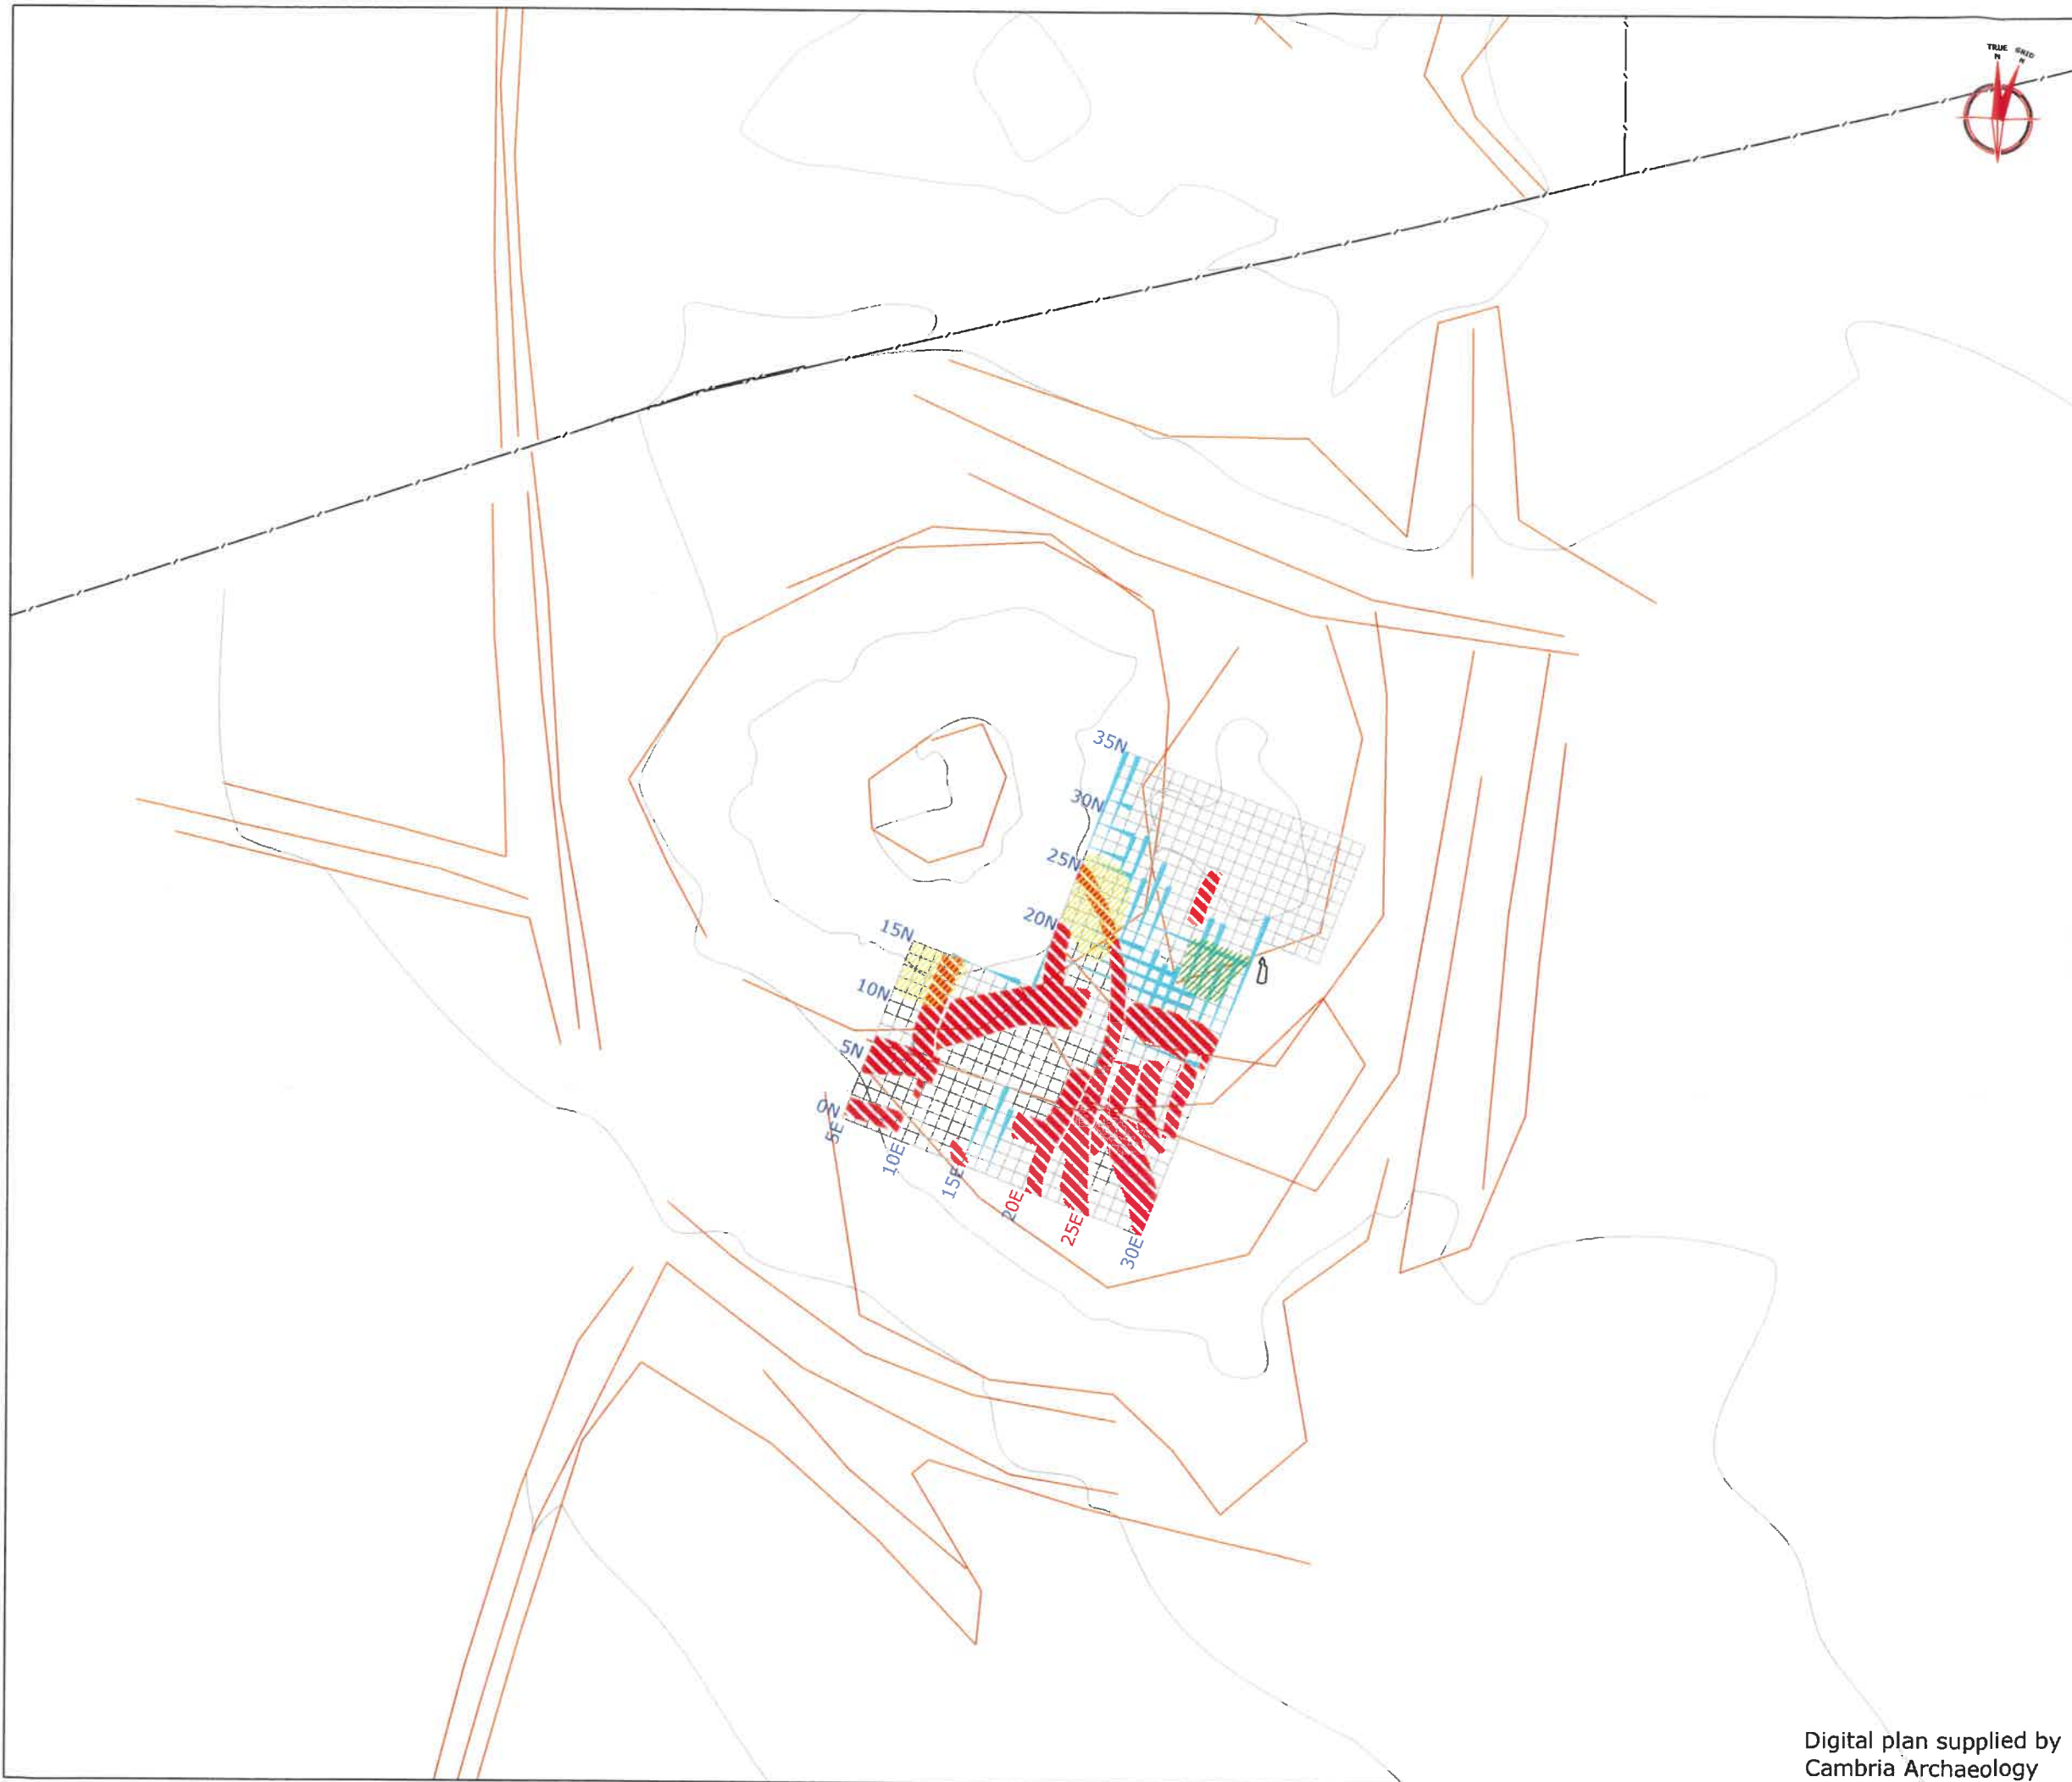 TRUE
N
GRID
N
35N
30N
25N
20N
15N
10N
5N
0N
5E
10E
15E
20E
25E
30E
Digital plan supplied by
Cambria Archaeology